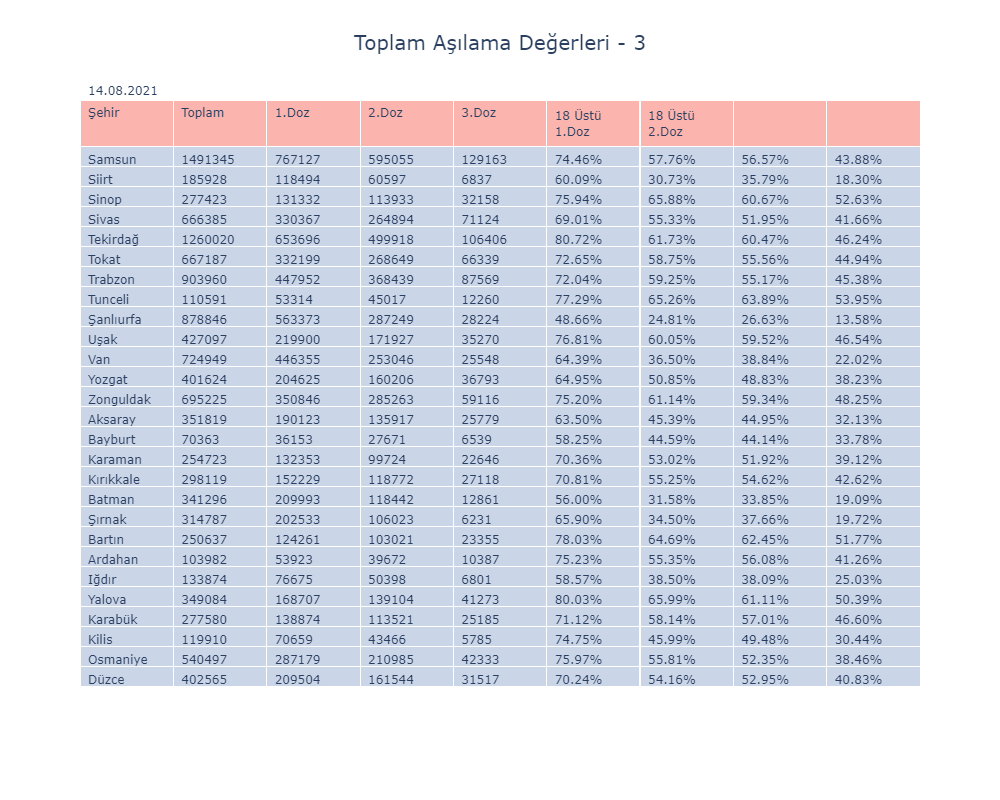 Toplam Aşılama Değerleri - 3
14.08.2021
Şehir Toplam 1.Doz 2.Doz 3.Doz 18 Üstü 1.Doz 18 Üstü 2.Doz
Samsun 1491345 767127 595055 129163 74.46% 57.76% 56.57% 43.88%
Siirt 185928 118494 60597 6837 60.09% 30.73% 35.79% 18.30%
Sinop 277423 131332 113933 32158 75.94% 65.88% 60.67% 52.63%
Sivas 666385 330367 264894 71124 69.01% 55.33% 51.95% 41.66%
Tekirdağ 1260020 653696 499918 106406 80.72% 61.73% 60.47% 46.24%
Tokat 667187 332199 268649 66339 72.65% 58.75% 55.56% 44.94%
Trabzon 903960 447952 368439 87569 72.04% 59.25% 55.17% 45.38%
Tunceli 110591 53314 45017 12260 77.29% 65.26% 63.89% 53.95%
Şanlıurfa 878846 563373 287249 28224 48.66% 24.81% 26.63% 13.58%
Uşak 427097 219900 171927 35270 76.81% 60.05% 59.52% 46.54%
Van 724949 446355 253046 25548 64.39% 36.50% 38.84% 22.02%
Yozgat 401624 204625 160206 36793 64.95% 50.85% 48.83% 38.23%
Zonguldak 695225 350846 285263 59116 75.20% 61.14% 59.34% 48.25%
Aksaray 351819 190123 135917 25779 63.50% 45.39% 44.95% 32.13%
Bayburt 70363 36153 27671 6539 58.25% 44.59% 44.14% 33.78%
Karaman 254723 132353 99724 22646 70.36% 53.02% 51.92% 39.12%
Kırıkkale 298119 152229 118772 27118 70.81% 55.25% 54.62% 42.62%
Batman 341296 209993 118442 12861 56.00% 31.58% 33.85% 19.09%
Şırnak 314787 202533 106023 6231 65.90% 34.50% 37.66% 19.72%
Bartın 250637 124261 103021 23355 78.03% 64.69% 62.45% 51.77%
Ardahan 103982 53923 39672 10387 75.23% 55.35% 56.08% 41.26%
Iğdır 133874 76675 50398 6801 58.57% 38.50% 38.09% 25.03%
Yalova 349084 168707 139104 41273 80.03% 65.99% 61.11% 50.39%
Karabük 277580 138874 113521 25185 71.12% 58.14% 57.01% 46.60%
Kilis 119910 70659 43466 5785 74.75% 45.99% 49.48% 30.44%
Osmaniye 540497 287179 210985 42333 75.97% 55.81% 52.35% 38.46%
Düzce 402565 209504 161544 31517 70.24% 54.16% 52.95% 40.83%